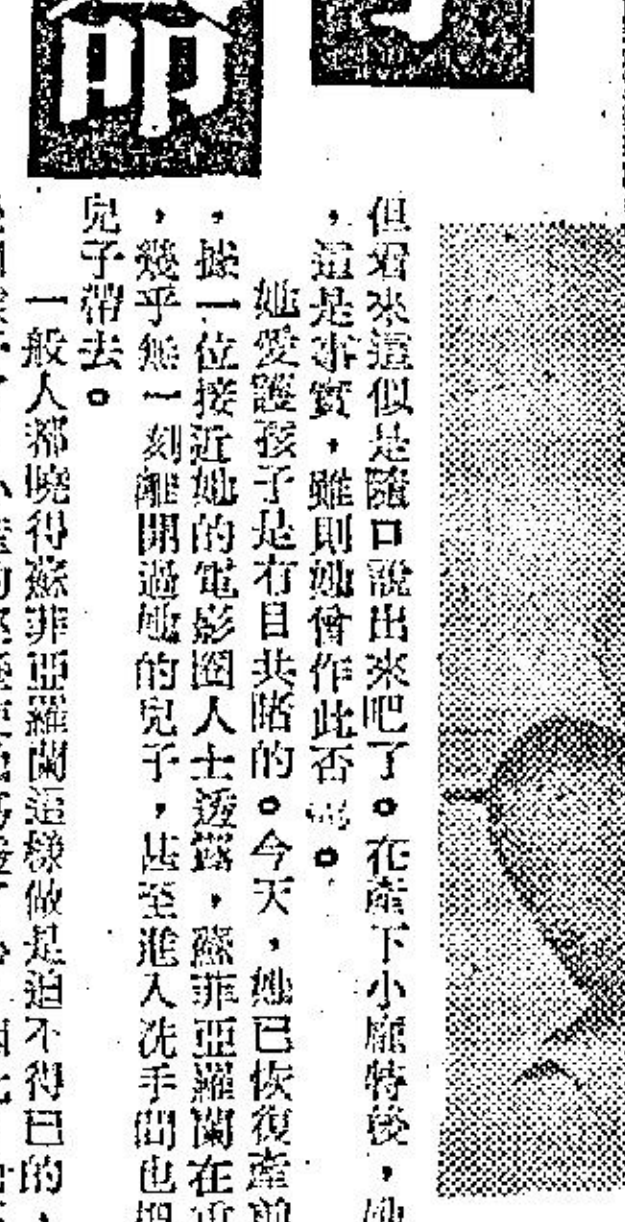 命
但看來這似是隨口說出來吧了。在產下小龐特後,她
,這是事實,雖則她曾作此否認。
她愛護孩子是有目共睹的。今天,她已恢復產前
,據一位接近她的電影圈人士透露,蘇菲亞羅蘭在
,幾乎無一刻離開過她的兒子,甚至進入洗手間也把
兒子帶去。
一般人都曉得蘇菲亞羅蘭這樣做是迫不得已的,